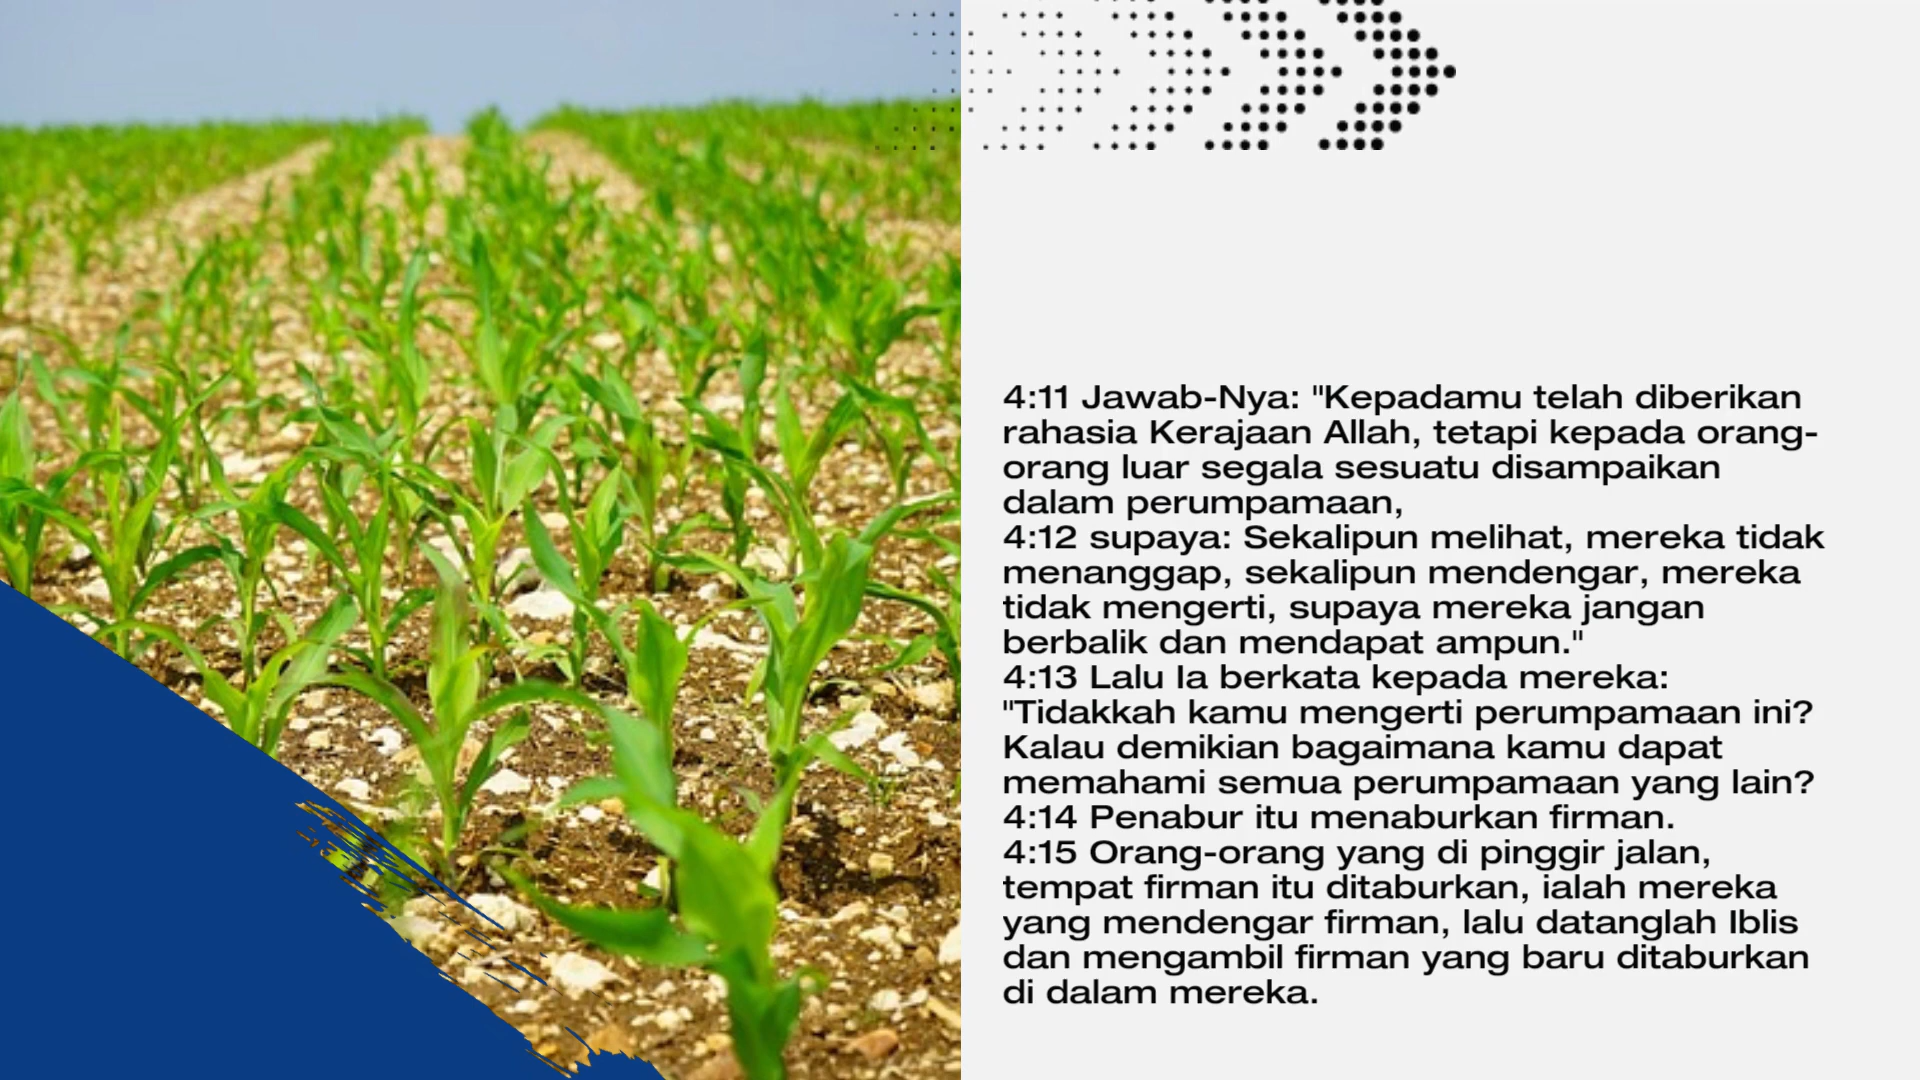 4:11 Jawab-Nya: "Kepadamu telah diberikan
rahasia Kerajaan Allah, tetapi kepada orang-
orang luar segala sesuatu disampaikan
dalam perumpamaan,
4:12 supaya: Sekalipun melihat, mereka tidak
menanggap, sekalipun mendengar, mereka
tidak mengerti, supaya mereka jangan
berbalik dan mendapat ampun."
4:13 Lalu Ia berkata kepada mereka:
"Tidakkah kamu mengerti perumpamaan ini?
Kalau demikian bagaimana kamu dapat
memahami semua perumpamaan yang lain?
4:14 Penabur itu menaburkan firman.
4:15 Orang-orang yang di pinggir jalan,
tempat firman itu ditaburkan, ialah mereka
yang mendengar firman, lalu datanglah Iblis
dan mengambil firman yang baru ditaburkan
di dalam mereka.